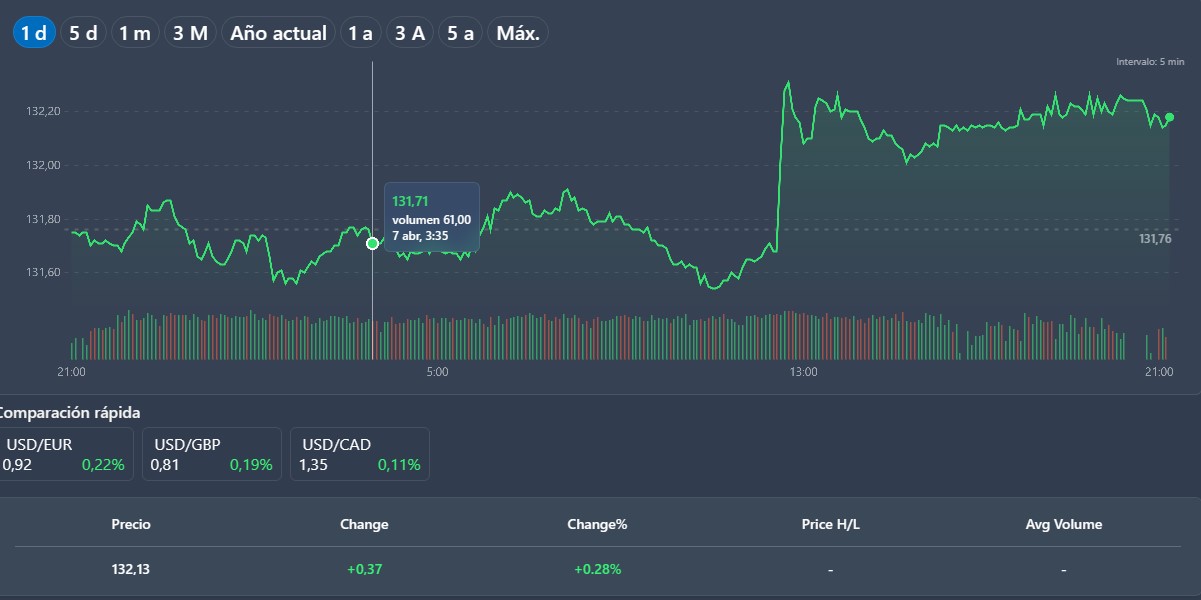 1 d 5 d 1 m 3 M Año actual 1 a 3 A 5 a Máx.
Intervalo: 5 min
132,20
132,00
131,80
131,60
131,71
volumen 61,00
7 abr, 3:35
131,76
21:00 5:00 13:00 21:00
Comparación rápida
USD/EUR USD/GBP USD/CAD
0,92 0,22% 0,81 0,19% 1,35 0,11%
Precio Change Change% Price H/L Avg Volume
132,13 +0,37 +0.28% - -